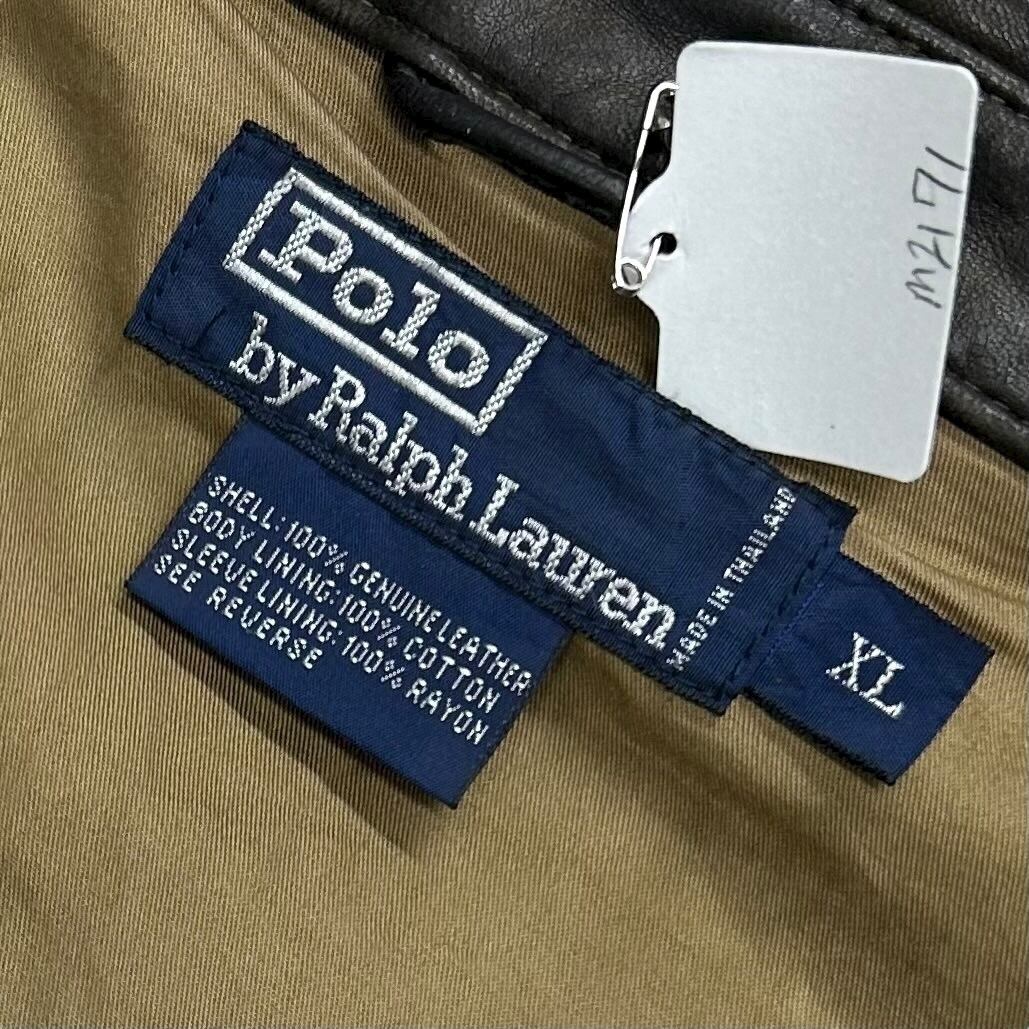 Polo
by Ralph Lauren
MADE IN THAILAND
XL
SHELL: 100% GENUINE LEATHER
BODY LINING: 100% COTTON
SLEEVE LINING: 100% RAYON
SEE REVERSE
M2171